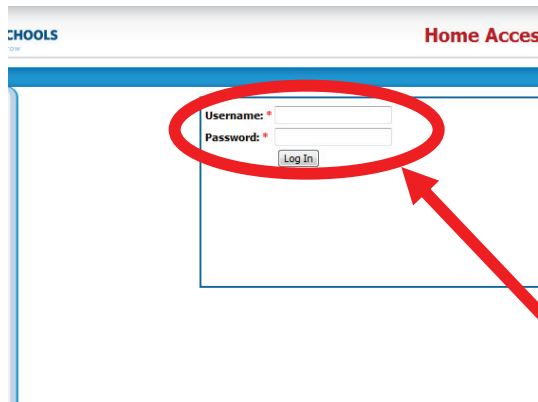 CHOOLS
Home Acces
Username: *
Password: *
Log In